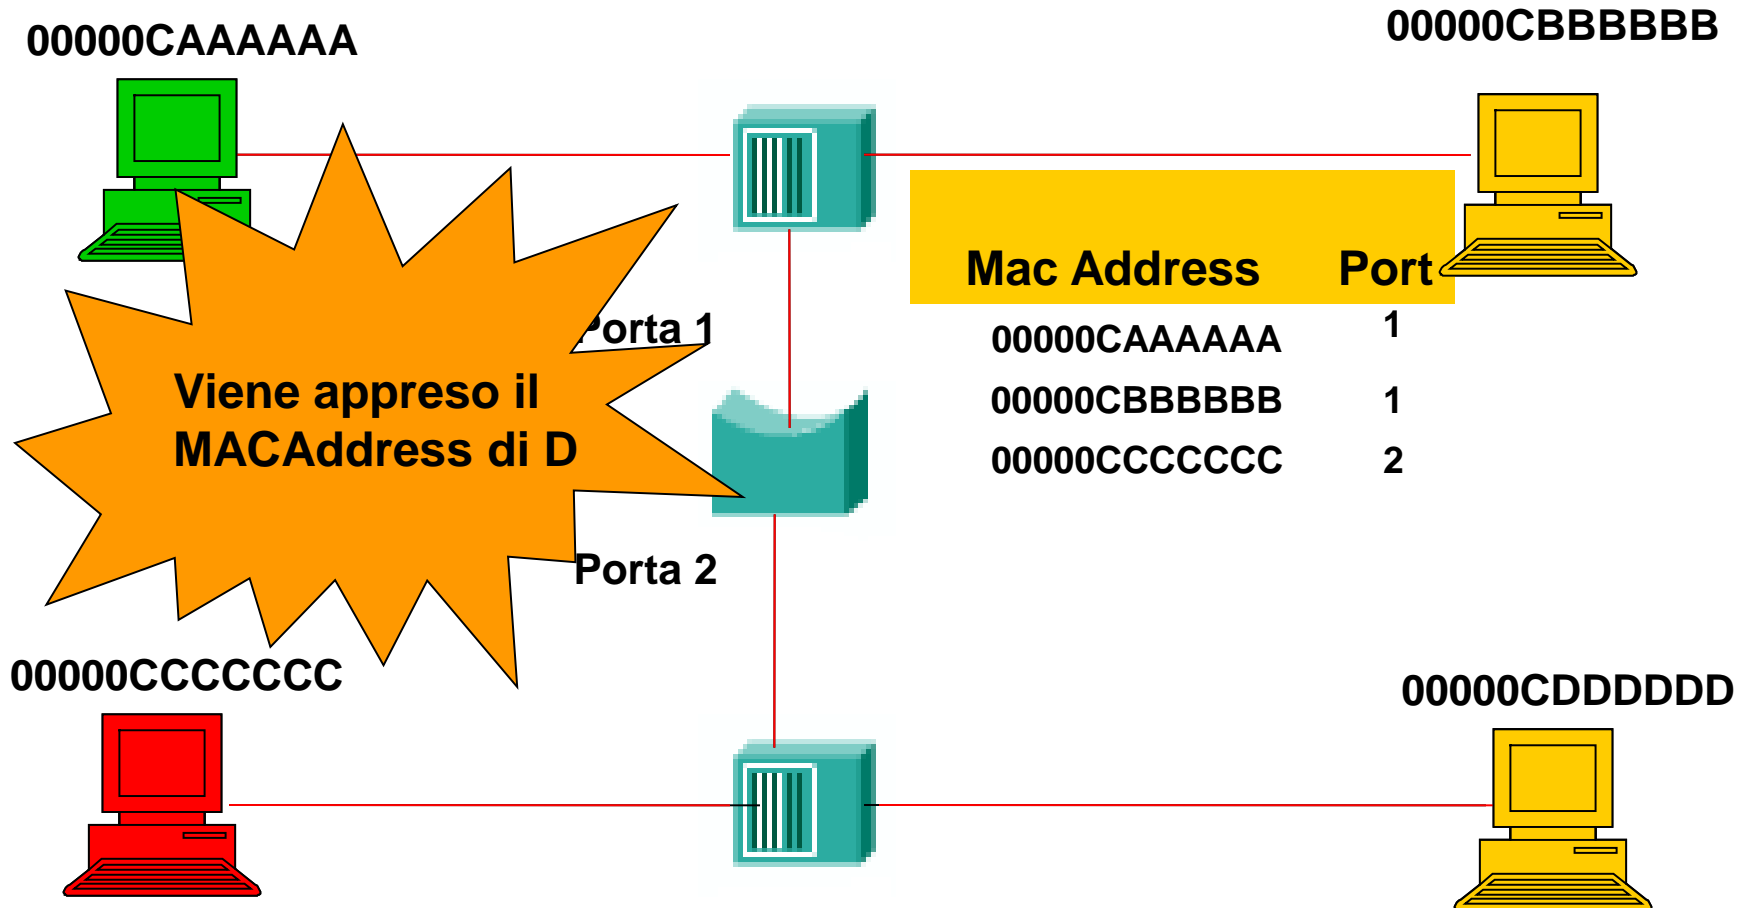 00000CAAAAAA
00000CBBBBBB
Mac Address Port
00000CAAAAAA 1
00000CBBBBBB 1
00000CCCCCCC 2
Porta 1
Viene appreso il
MACAddress di D
Porta 2
00000CCCCCCC
00000CDDDDDD